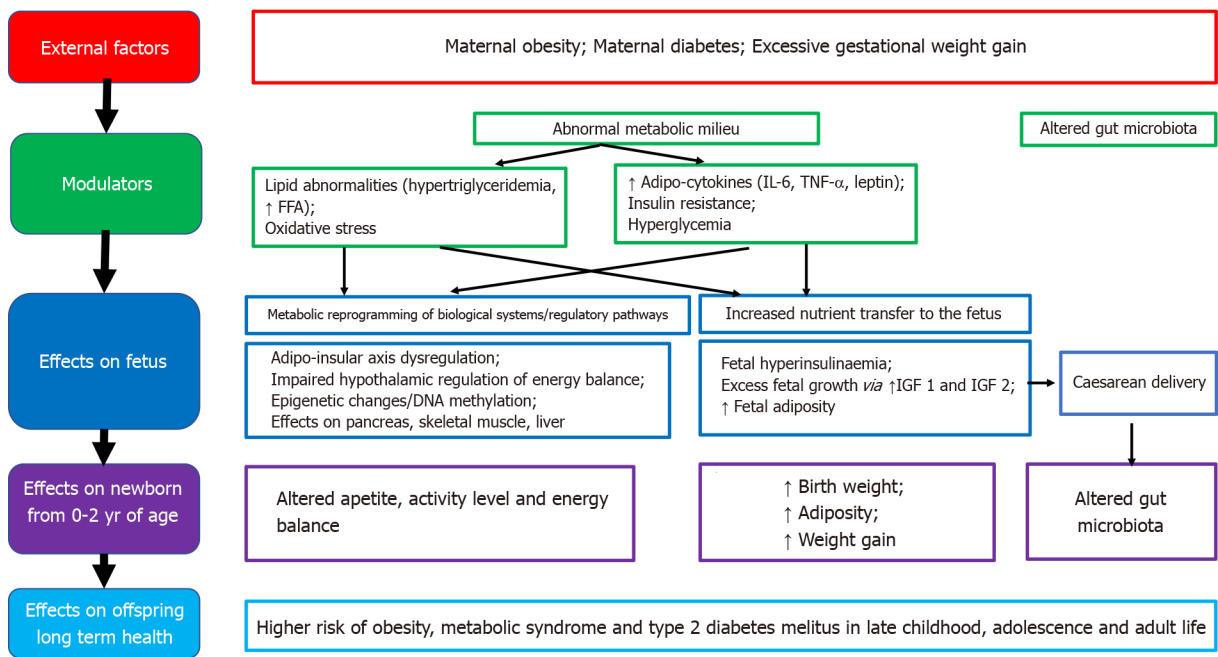 External factors
Maternal obesity; Maternal diabetes; Excessive gestational weight gain
Modulators
Abnormal metabolic milieu
Altered gut microbiota
Lipid abnormalities (hypertriglyceridemia,
↑ FFA);
Oxidative stress
↑ Adipo-cytokines (IL-6, TNF-α, leptin);
Insulin resistance;
Hyperglycemia
Effects on fetus
Metabolic reprogramming of biological systems/regulatory pathways
Increased nutrient transfer to the fetus
Adipo-insular axis dysregulation;
Impaired hypothalamic regulation of energy balance;
Epigenetic changes/DNA methylation;
Effects on pancreas, skeletal muscle, liver
Fetal hyperinsulinaemia;
Excess fetal growth via ↑IGF 1 and IGF 2;
↑ Fetal adiposity
Caesarean delivery
Effects on newborn
from 0-2 yr of age
Altered apetite, activity level and energy
balance
↑ Birth weight;
↑ Adiposity;
↑ Weight gain
Altered gut
microbiota
Effects on offspring
long term health
Higher risk of obesity, metabolic syndrome and type 2 diabetes melitus in late childhood, adolescence and adult life